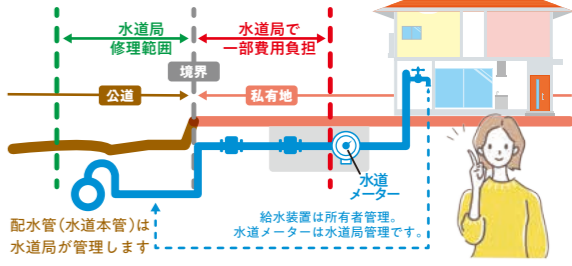 水道局
修理範囲
水道局で
一部費用負担
境界
公道
私有地
水道
メーター
給水装置は所有者管理。
水道メーターは水道局管理です。
配水管(水道本管)は
水道局が管理します